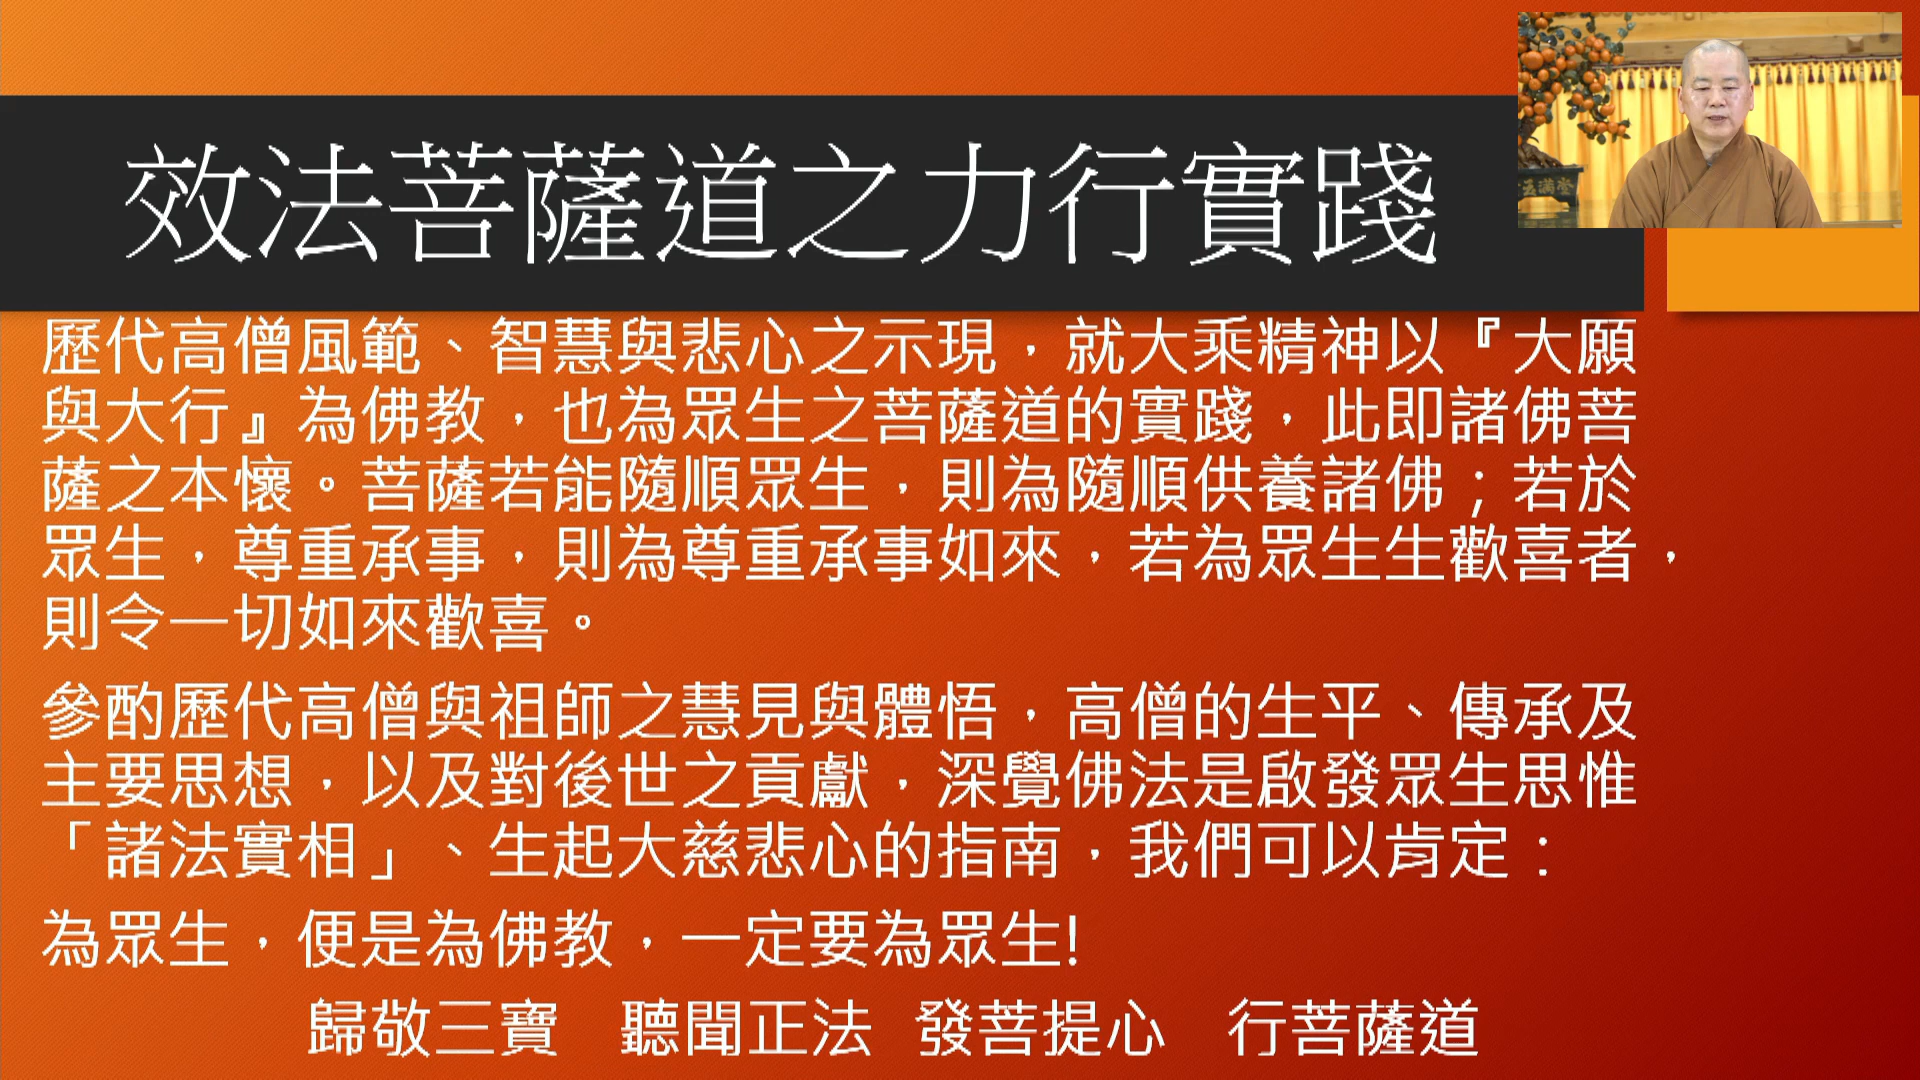 效法菩薩道之力行實踐
歷代高僧風範、智慧與悲心之示現，就大乘精神以『大願
與大行』為佛教，也為眾生之菩薩道的實踐，此即諸佛菩
薩之本懷。菩薩若能隨順眾生，則為隨順供養諸佛；若於
眾生，尊重承事，則為尊重承事如來，若為眾生生歡喜者，
則令一切如來歡喜。
參酌歷代高僧與祖師之慧見與體悟，高僧的生平、傳承及
主要思想，以及對後世之貢獻，深覺佛法是啟發眾生思惟
「諸法實相」、生起大慈悲心的指南，我們可以肯定：
為眾生，便是為佛教，一定要為眾生!
歸敬三寶　聽聞正法　發菩提心　行菩薩道